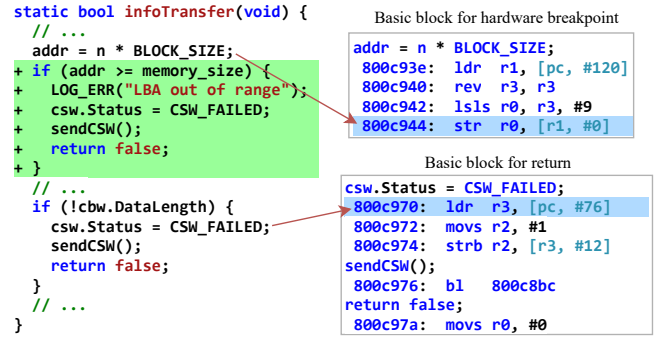 static bool infoTransfer(void) {
  // ...
  addr = n * BLOCK_SIZE;
+ if (addr >= memory_size) {
+   LOG_ERR("LBA out of range");
+   csw.Status = CSW_FAILED;
+   sendCSW();
+   return false;
+ }
  // ...
  if (!cbw.DataLength) {
    csw.Status = CSW_FAILED;
    sendCSW();
    return false;
  }
  // ...
}
Basic block for hardware breakpoint
addr = n * BLOCK_SIZE;
 800c93e:  ldr  r1, [pc, #120]
 800c940:  rev  r3, r3
 800c942:  lsls r0, r3, #9
 800c944:  str  r0, [r1, #0]
Basic block for return
csw.Status = CSW_FAILED;
 800c970:  ldr  r3, [pc, #76]
 800c972:  movs r2, #1
 800c974:  strb r2, [r3, #12]
sendCSW();
 800c976:  bl   800c8bc
return false;
 800c97a:  movs r0, #0